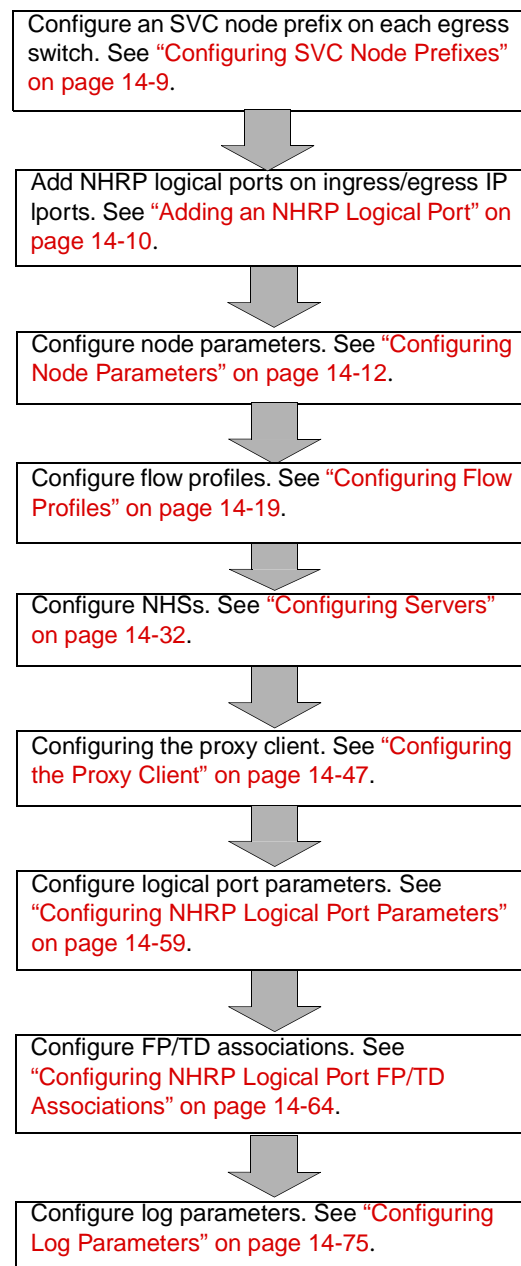 Configure an SVC node prefix on each egress
switch. See “Configuring SVC Node Prefixes”
on page 14-9.
Add NHRP logical ports on ingress/egress IP
lports. See “Adding an NHRP Logical Port” on
page 14-10.
Configure node parameters. See “Configuring
Node Parameters” on page 14-12.
Configure flow profiles. See “Configuring Flow
Profiles” on page 14-19.
Configure NHSs. See “Configuring Servers”
on page 14-32.
Configuring the proxy client. See “Configuring
the Proxy Client” on page 14-47.
Configure logical port parameters. See
“Configuring NHRP Logical Port Parameters”
on page 14-59.
Configure FP/TD associations. See
“Configuring NHRP Logical Port FP/TD
Associations” on page 14-64.
Configure log parameters. See “Configuring
Log Parameters” on page 14-75.